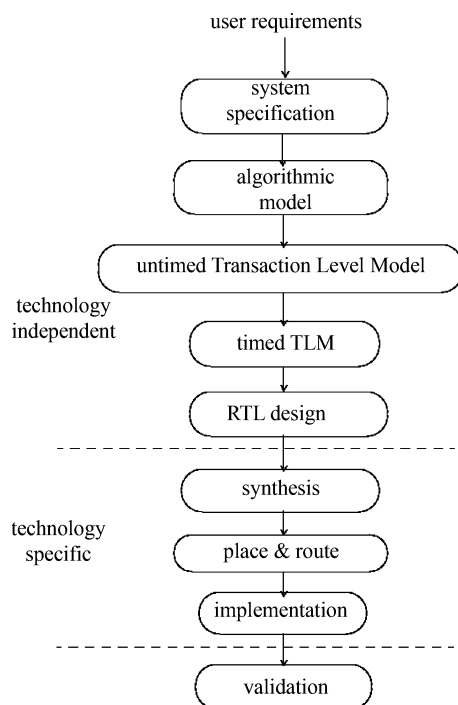 user requirements
system
specification
algorithmic
model
untimed Transaction Level Model
technology
independent
timed TLM
RTL design
synthesis
technology
specific
place & route
implementation
validation